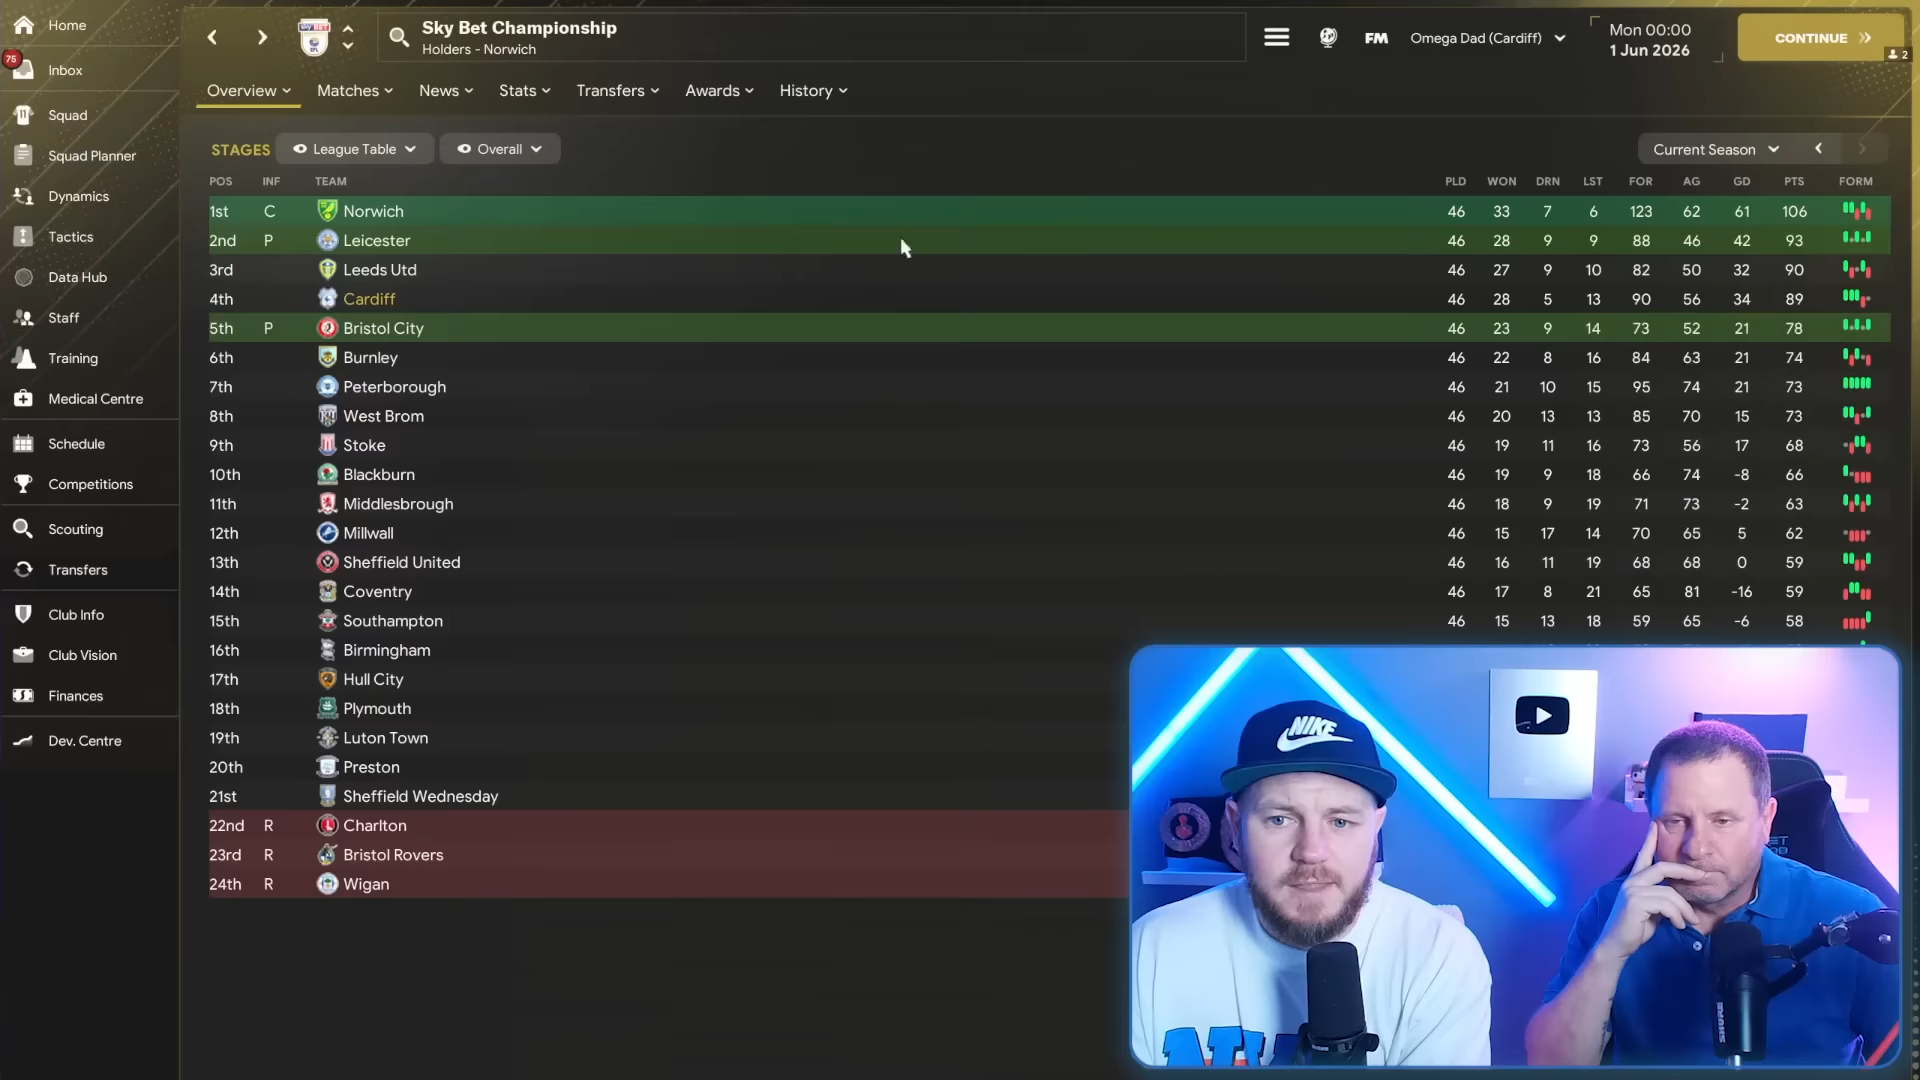 Home
75
Inbox
Squad
Squad Planner
Dynamics
Tactics
Data Hub
Staff
Training
Medical Centre
Schedule
Competitions
Scouting
Transfers
Club Info
Club Vision
Finances
Dev. Centre
Sky Bet Championship
Holders - Norwich
FM
Omega Dad (Cardiff)
Mon 00:00
1 Jun 2026
CONTINUE
2
Overview Matches News Stats Transfers Awards History
STAGES League Table Overall Current Season
POS INF TEAM PLD WON DRN LST FOR AG GD PTS FORM
1st C Norwich 46 33 7 6 123 62 61 106
2nd P Leicester 46 28 9 9 88 46 42 93
3rd Leeds Utd 46 27 9 10 82 50 32 90
4th Cardiff 46 28 5 13 90 56 34 89
5th P Bristol City 46 23 9 14 73 52 21 78
6th Burnley 46 22 8 16 84 63 21 74
7th Peterborough 46 21 10 15 95 74 21 73
8th West Brom 46 20 13 13 85 70 15 73
9th Stoke 46 19 11 16 73 56 17 68
10th Blackburn 46 19 9 18 66 74 -8 66
11th Middlesbrough 46 18 9 19 71 73 -2 63
12th Millwall 46 15 17 14 70 65 5 62
13th Sheffield United 46 16 11 19 68 68 0 59
14th Coventry 46 17 8 21 65 81 -16 59
15th Southampton 46 15 13 18 59 65 -6 58
16th Birmingham
17th Hull City
18th Plymouth
19th Luton Town
20th Preston
21st Sheffield Wednesday
22nd R Charlton
23rd R Bristol Rovers
24th R Wigan
NIKE
SHURE